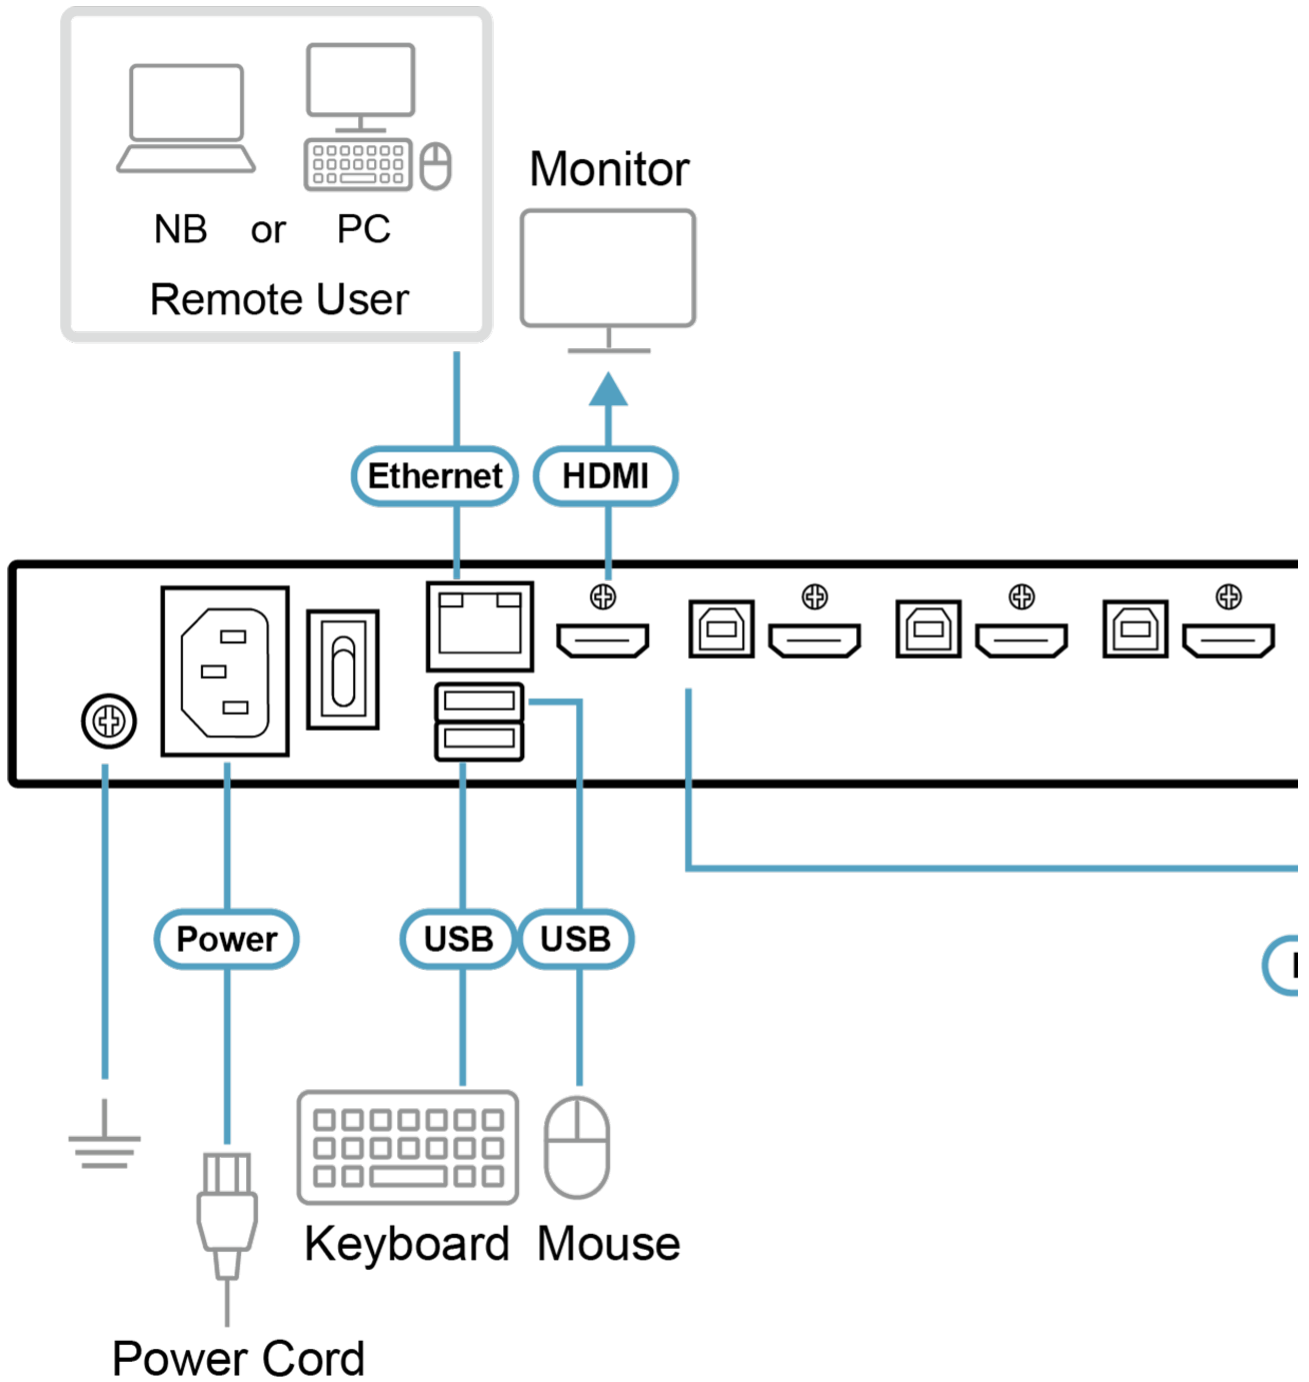 Monitor
NB or PC
Remote User
Ethernet
HDMI
Power
USB
USB
Keyboard
Mouse
Power Cord